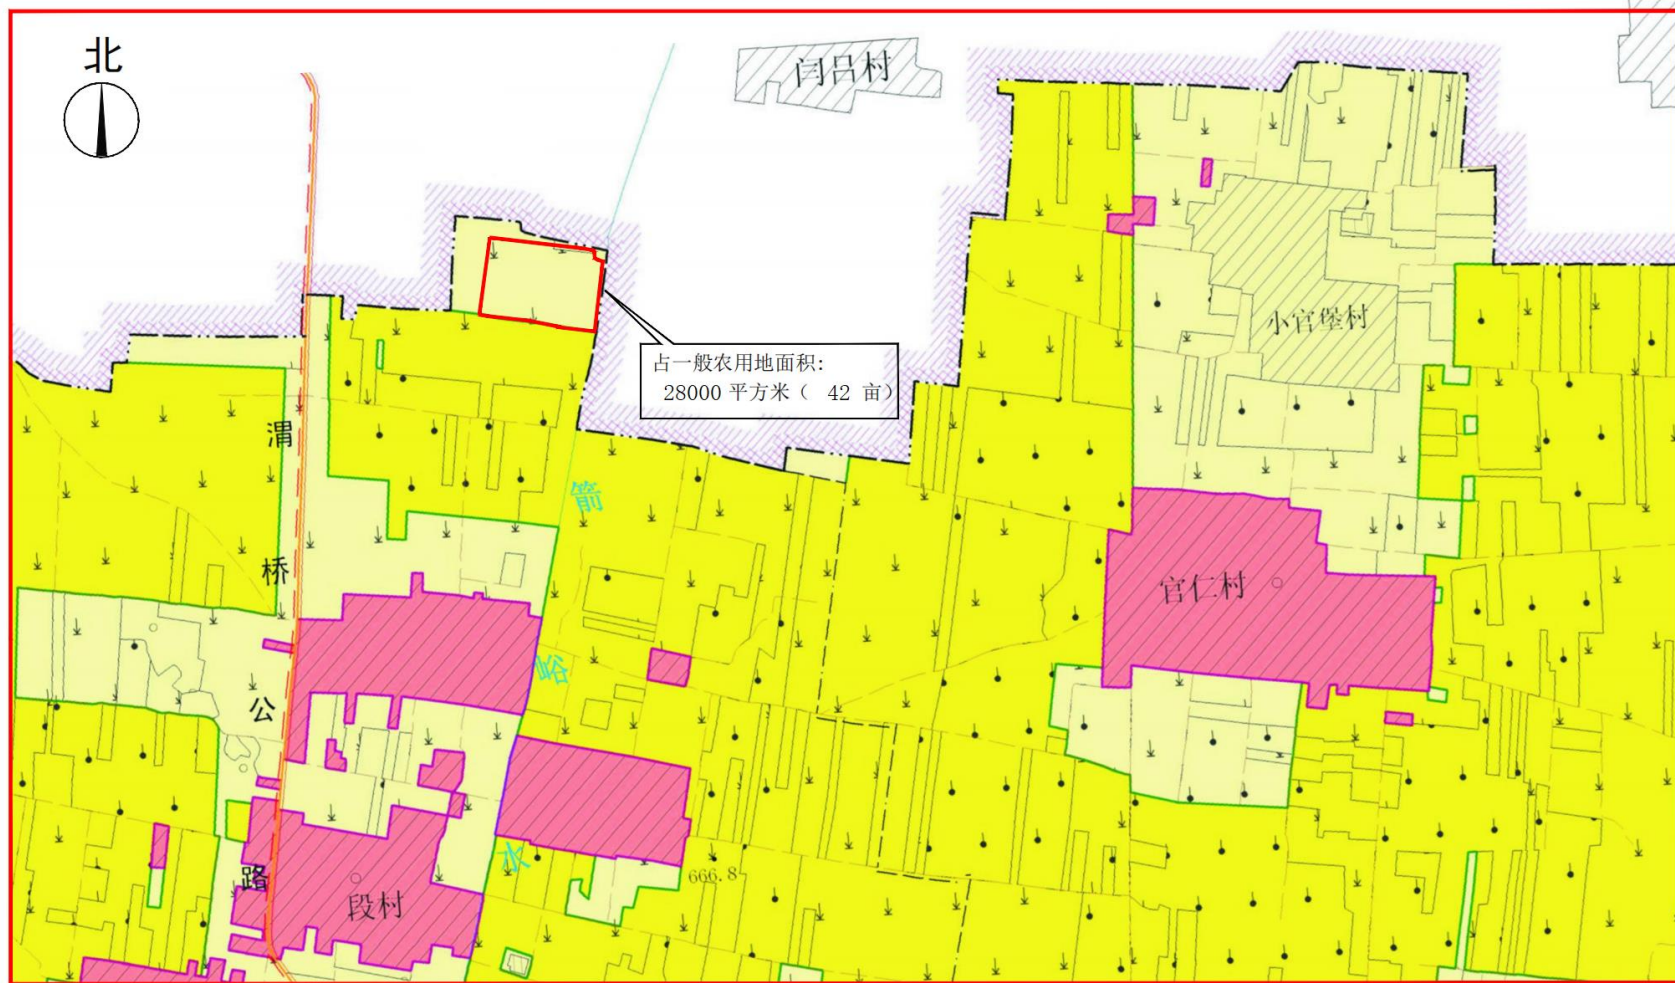 北
闫吕村
小官堡村
占一般农用地面积:
28000 平方米（ 42 亩）
渭桥公路
箭峪水
官仁村
666.8
段村